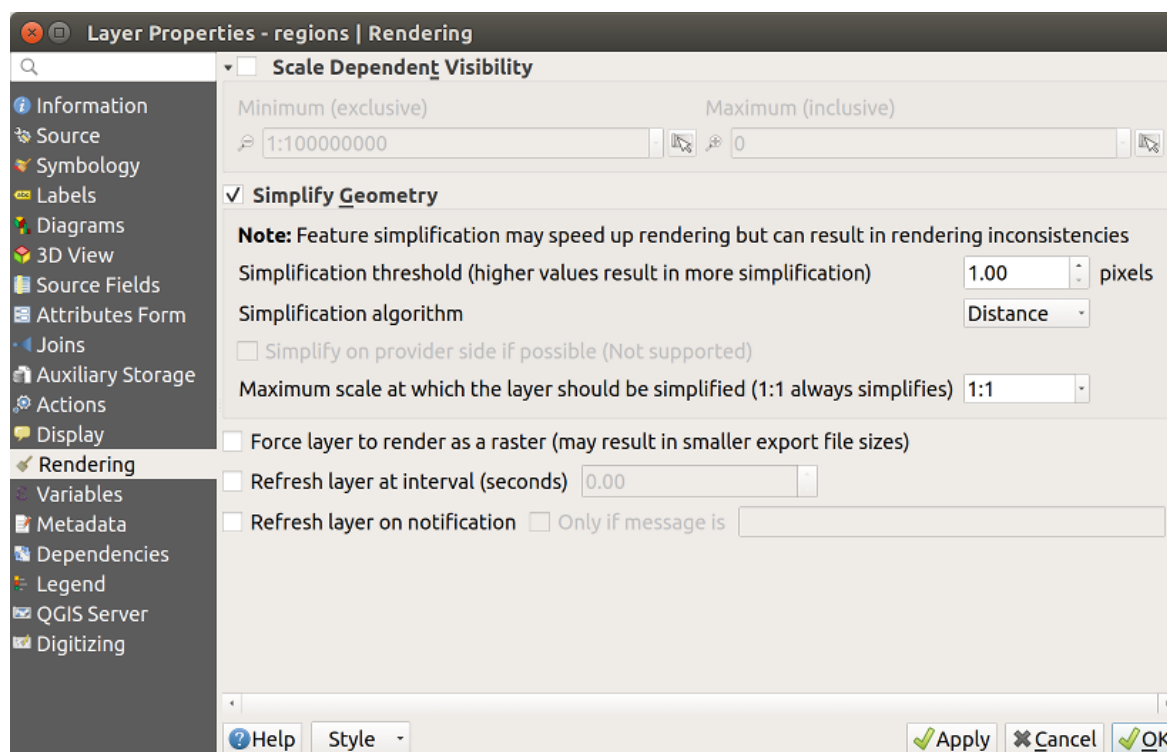 Layer Properties - regions | Rendering
Information
Source
Symbology
Labels
Diagrams
3D View
Source Fields
Attributes Form
Joins
Auxiliary Storage
Actions
Display
Rendering
Variables
Metadata
Dependencies
Legend
QGIS Server
Digitizing
Scale Dependent Visibility
Minimum (exclusive) Maximum (inclusive)
1:100000000 0
Simplify Geometry
Note: Feature simplification may speed up rendering but can result in rendering inconsistencies
Simplification threshold (higher values result in more simplification) 1.00 pixels
Simplification algorithm Distance
Simplify on provider side if possible (Not supported)
Maximum scale at which the layer should be simplified (1:1 always simplifies) 1:1
Force layer to render as a raster (may result in smaller export file sizes)
Refresh layer at interval (seconds) 0.00
Refresh layer on notification Only if message is
Help Style Apply Cancel OK